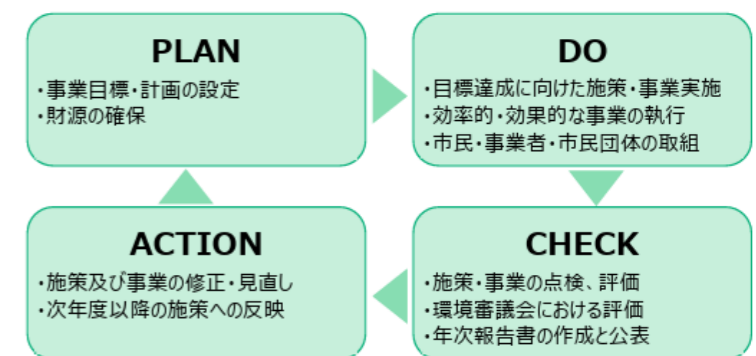 PLAN
・事業目標・計画の設定
・財源の確保
DO
・目標達成に向けた施策・事業実施
・効率的・効果的な事業の執行
・市民・事業者・市民団体の取組
ACTION
・施策及び事業の修正・見直し
・次年度以降の施策への反映
CHECK
・施策・事業の点検、評価
・環境審議会における評価
・年次報告書の作成と公表